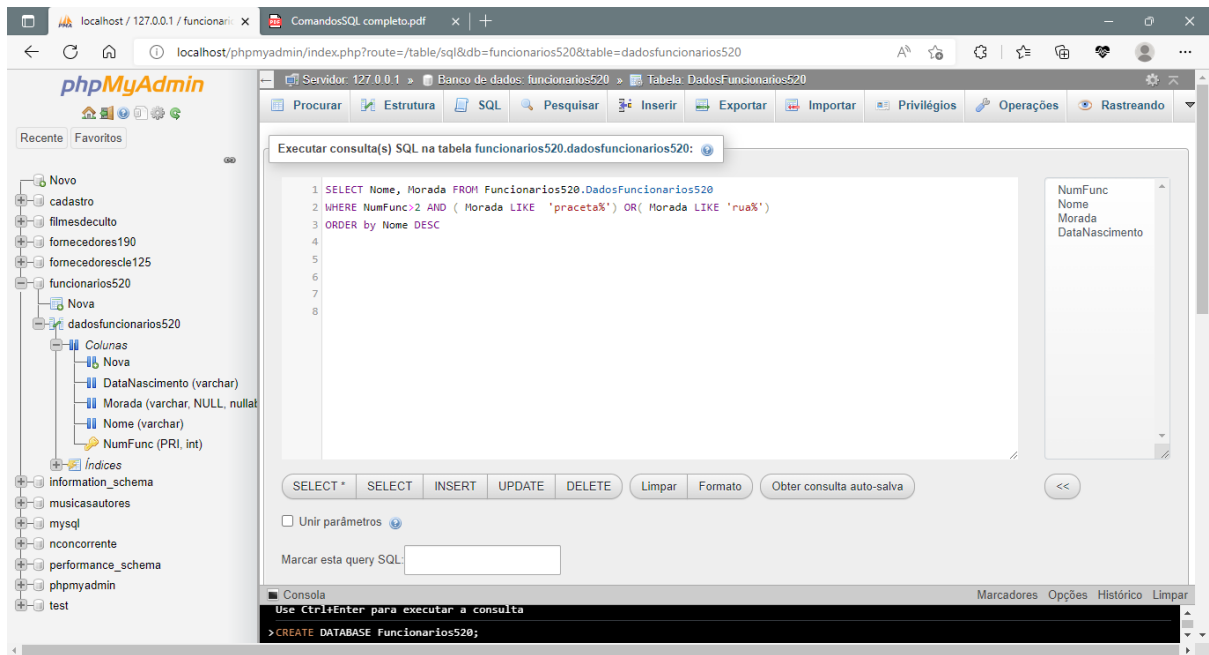 localhost / 127.0.0.1 / funcionario
ComandosSQL completo.pdf
localhost/phpmyadmin/index.php?route=/table/sql&db=funcionarios520&table=dadosfuncionarios520
phpMyAdmin
Recente Favoritos
Novo
cadastro
filmesdeculto
fornecedores190
fornecedorescle125
funcionarios520
Nova
dadosfuncionarios520
Colunas
Nova
DataNascimento (varchar)
Morada (varchar, NULL, nullab
Nome (varchar)
NumFunc (PRI, int)
Índices
information_schema
musicasautores
mysql
nconcorrente
performance_schema
phpmyadmin
test
Servidor: 127.0.0.1 » Banco de dados: funcionarios520 » Tabela: DadosFuncionarios520
Procurar Estrutura SQL Pesquisar Inserir Exportar Importar Privilégios Operações Rastreando
Executar consulta(s) SQL na tabela funcionarios520.dadosfuncionarios520:
1 SELECT Nome, Morada FROM Funcionarios520.DadosFuncionarios520
2 WHERE NumFunc>2 AND ( Morada LIKE 'praceta%') OR( Morada LIKE 'rua%')
3 ORDER by Nome DESC
4
5
6
7
8
NumFunc
Nome
Morada
DataNascimento
SELECT * SELECT INSERT UPDATE DELETE Limpar Formato Obter consulta auto-salva <<
Unir parâmetros
Marcar esta query SQL:
Consola Marcadores Opções Histórico Limpar
Use Ctrl+Enter para executar a consulta
>CREATE DATABASE Funcionarios520;